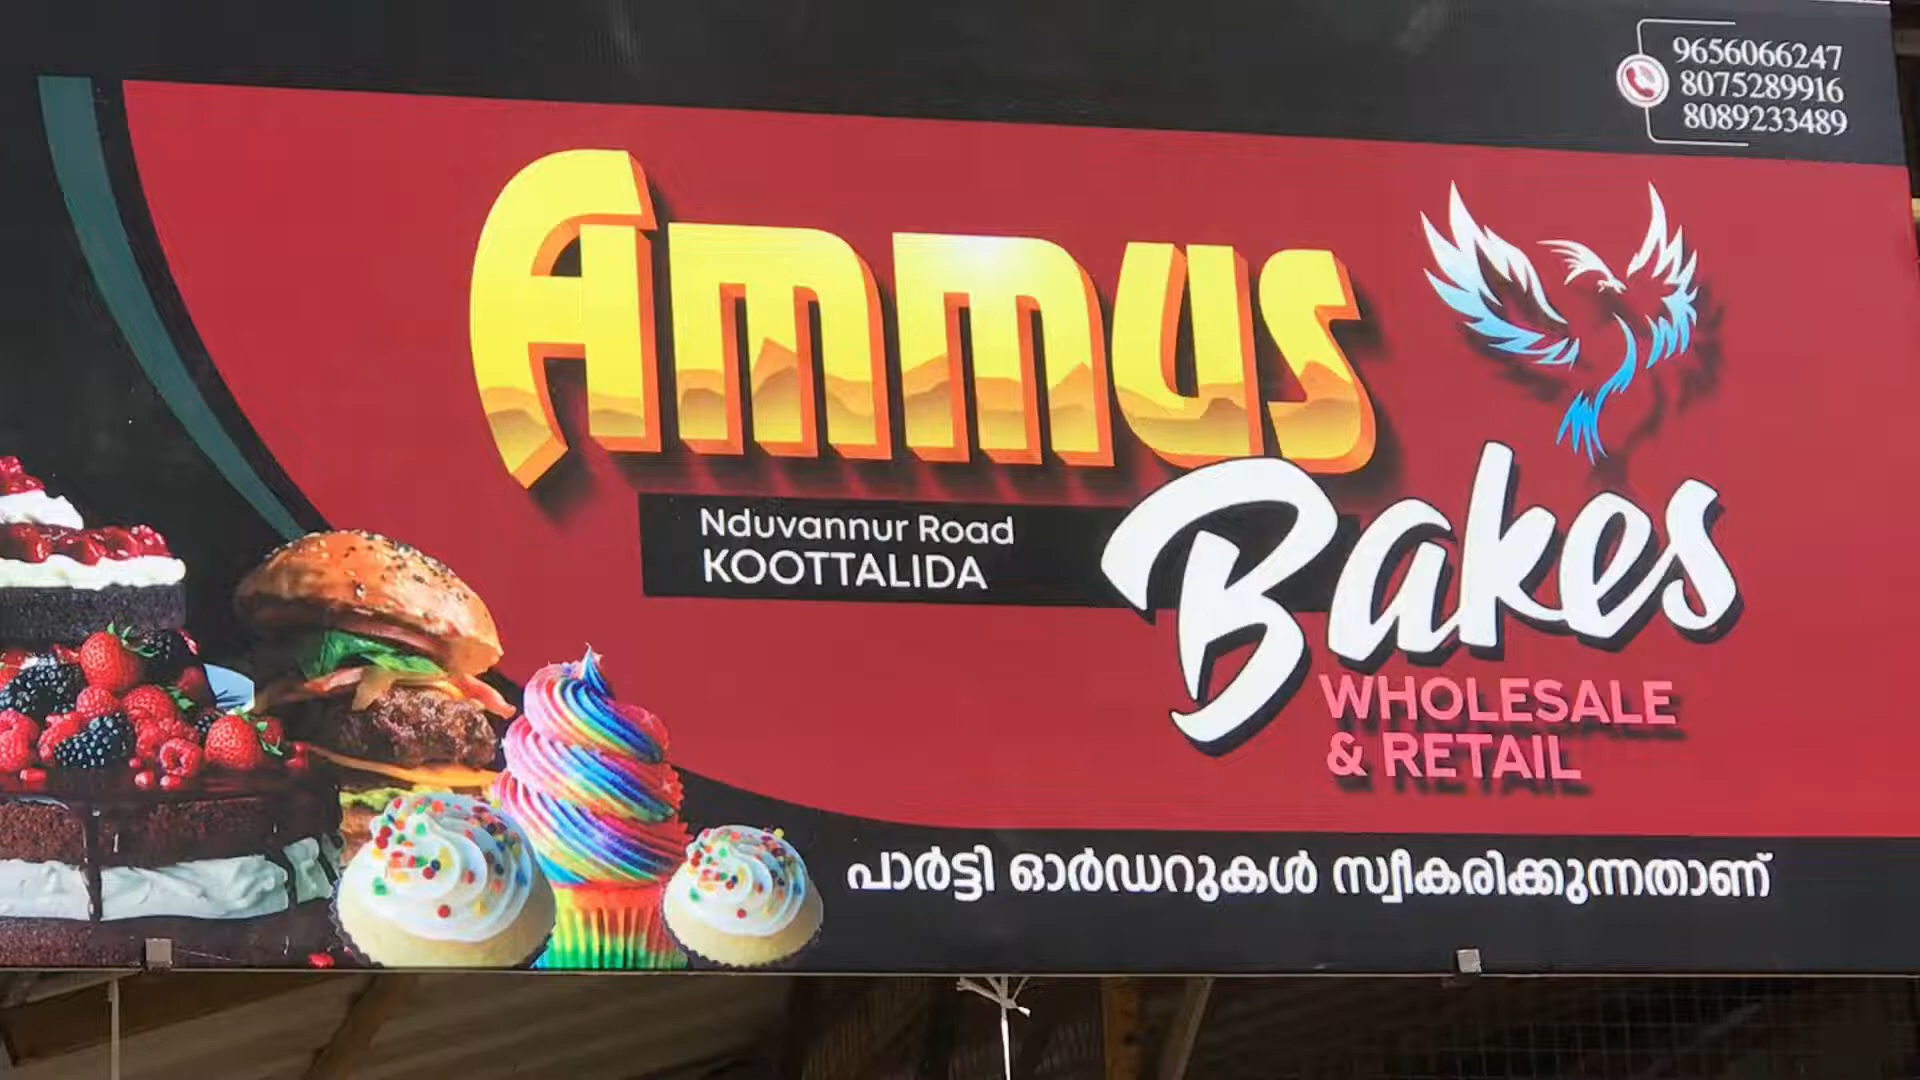 9656066247
8075289916
8089233489
Ammus
Nduvannur Road
KOOTTALIDA
Bakes
WHOLESALE
& RETAIL
പാർട്ടി ഓർഡറുകൾ സ്വീകരിക്കുന്നതാണ്